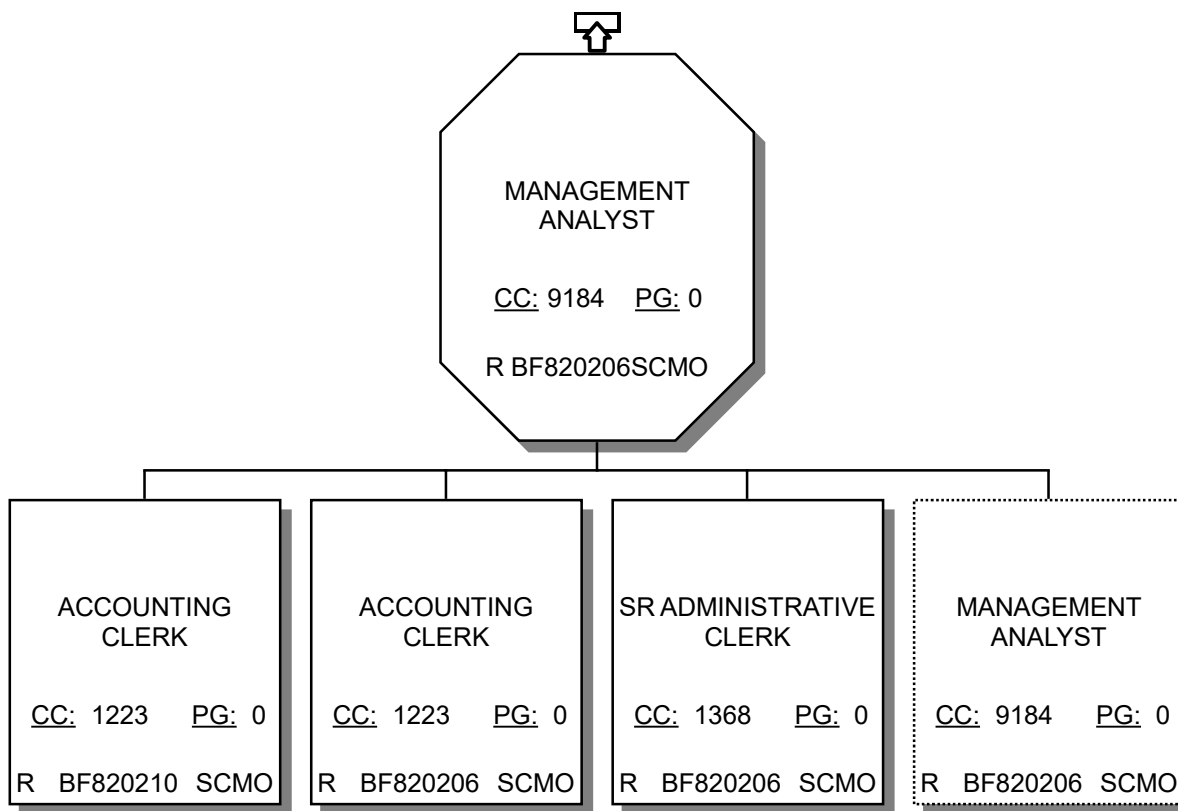 MANAGEMENT
ANALYST
CC: 9184 PG: 0
R BF820206SCMO
ACCOUNTING
CLERK
CC: 1223 PG: 0
R BF820210 SCMO
ACCOUNTING
CLERK
CC: 1223 PG: 0
R BF820206 SCMO
SR ADMINISTRATIVE
CLERK
CC: 1368 PG: 0
R BF820206 SCMO
MANAGEMENT
ANALYST
CC: 9184 PG: 0
R BF820206 SCMO